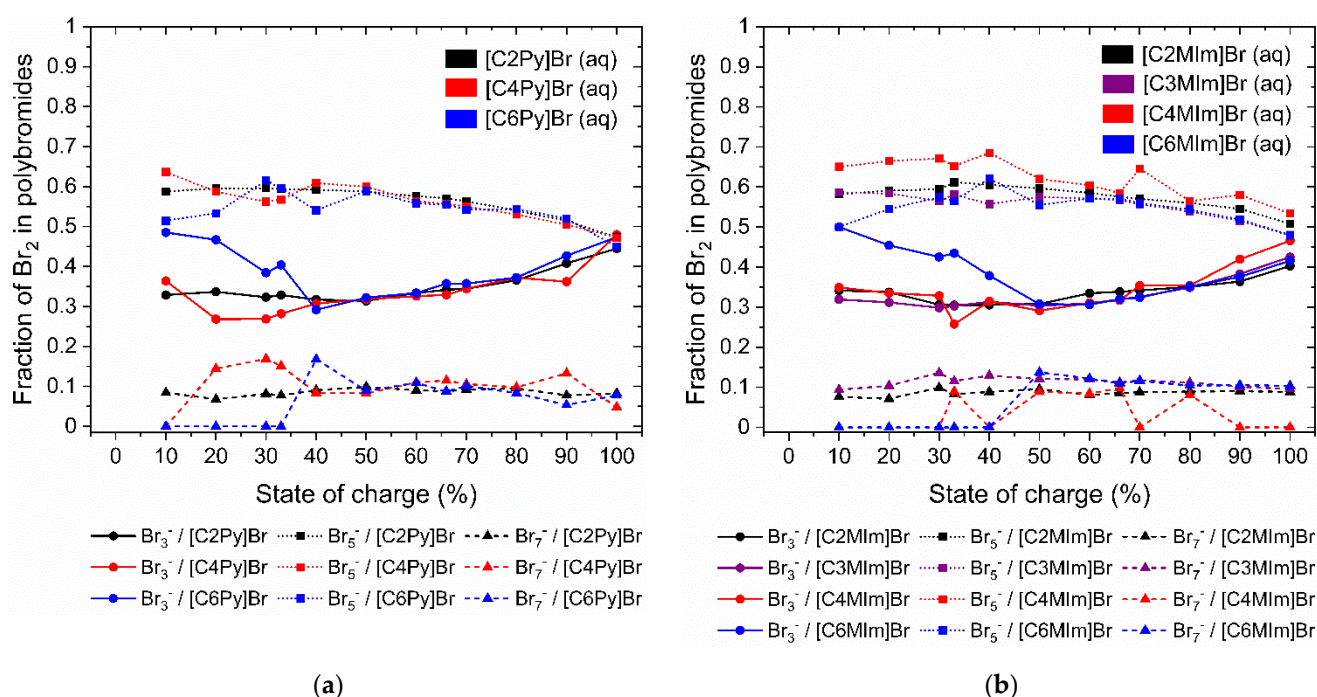 Fraction of Br2 in polybromides
1
0.9
0.8
0.7
0.6
0.5
0.4
0.3
0.2
0.1
0
[C2Py]Br (aq)
[C4Py]Br (aq)
[C6Py]Br (aq)
0 10 20 30 40 50 60 70 80 90 100
State of charge (%)
Br3- / [C2Py]Br Br5- / [C2Py]Br Br7- / [C2Py]Br
Br3- / [C4Py]Br Br5- / [C4Py]Br Br7- / [C4Py]Br
Br3- / [C6Py]Br Br5- / [C6Py]Br Br7- / [C6Py]Br
(a)
Fraction of Br2 in polybromides
1
0.9
0.8
0.7
0.6
0.5
0.4
0.3
0.2
0.1
0
[C2MIm]Br (aq)
[C3MIm]Br (aq)
[C4MIm]Br (aq)
[C6MIm]Br (aq)
0 10 20 30 40 50 60 70 80 90 100
State of charge (%)
Br3- / [C2MIm]Br Br5- / [C2MIm]Br Br7- / [C2MIm]Br
Br3- / [C3MIm]Br Br5- / [C3MIm]Br Br7- / [C3MIm]Br
Br3- / [C4MIm]Br Br5- / [C4MIm]Br Br7- / [C4MIm]Br
Br3- / [C6MIm]Br Br5- / [C6MIm]Br Br7- / [C6MIm]Br
(b)